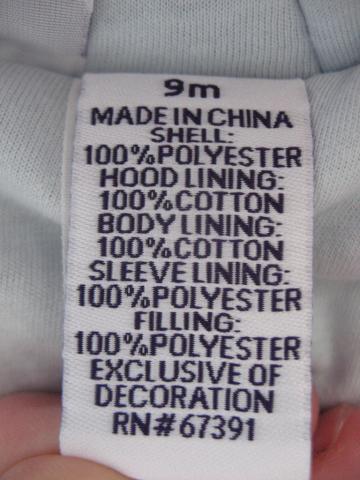 9m
MADE IN CHINA
SHELL:
100%POLYESTER
HOOD LINING:
100%COTTON
BODY LINING:
100%COTTON
SLEEVE LINING:
100%POLYESTER
FILLING:
100%POLYESTER
EXCLUSIVE OF
DECORATION
RN#67391